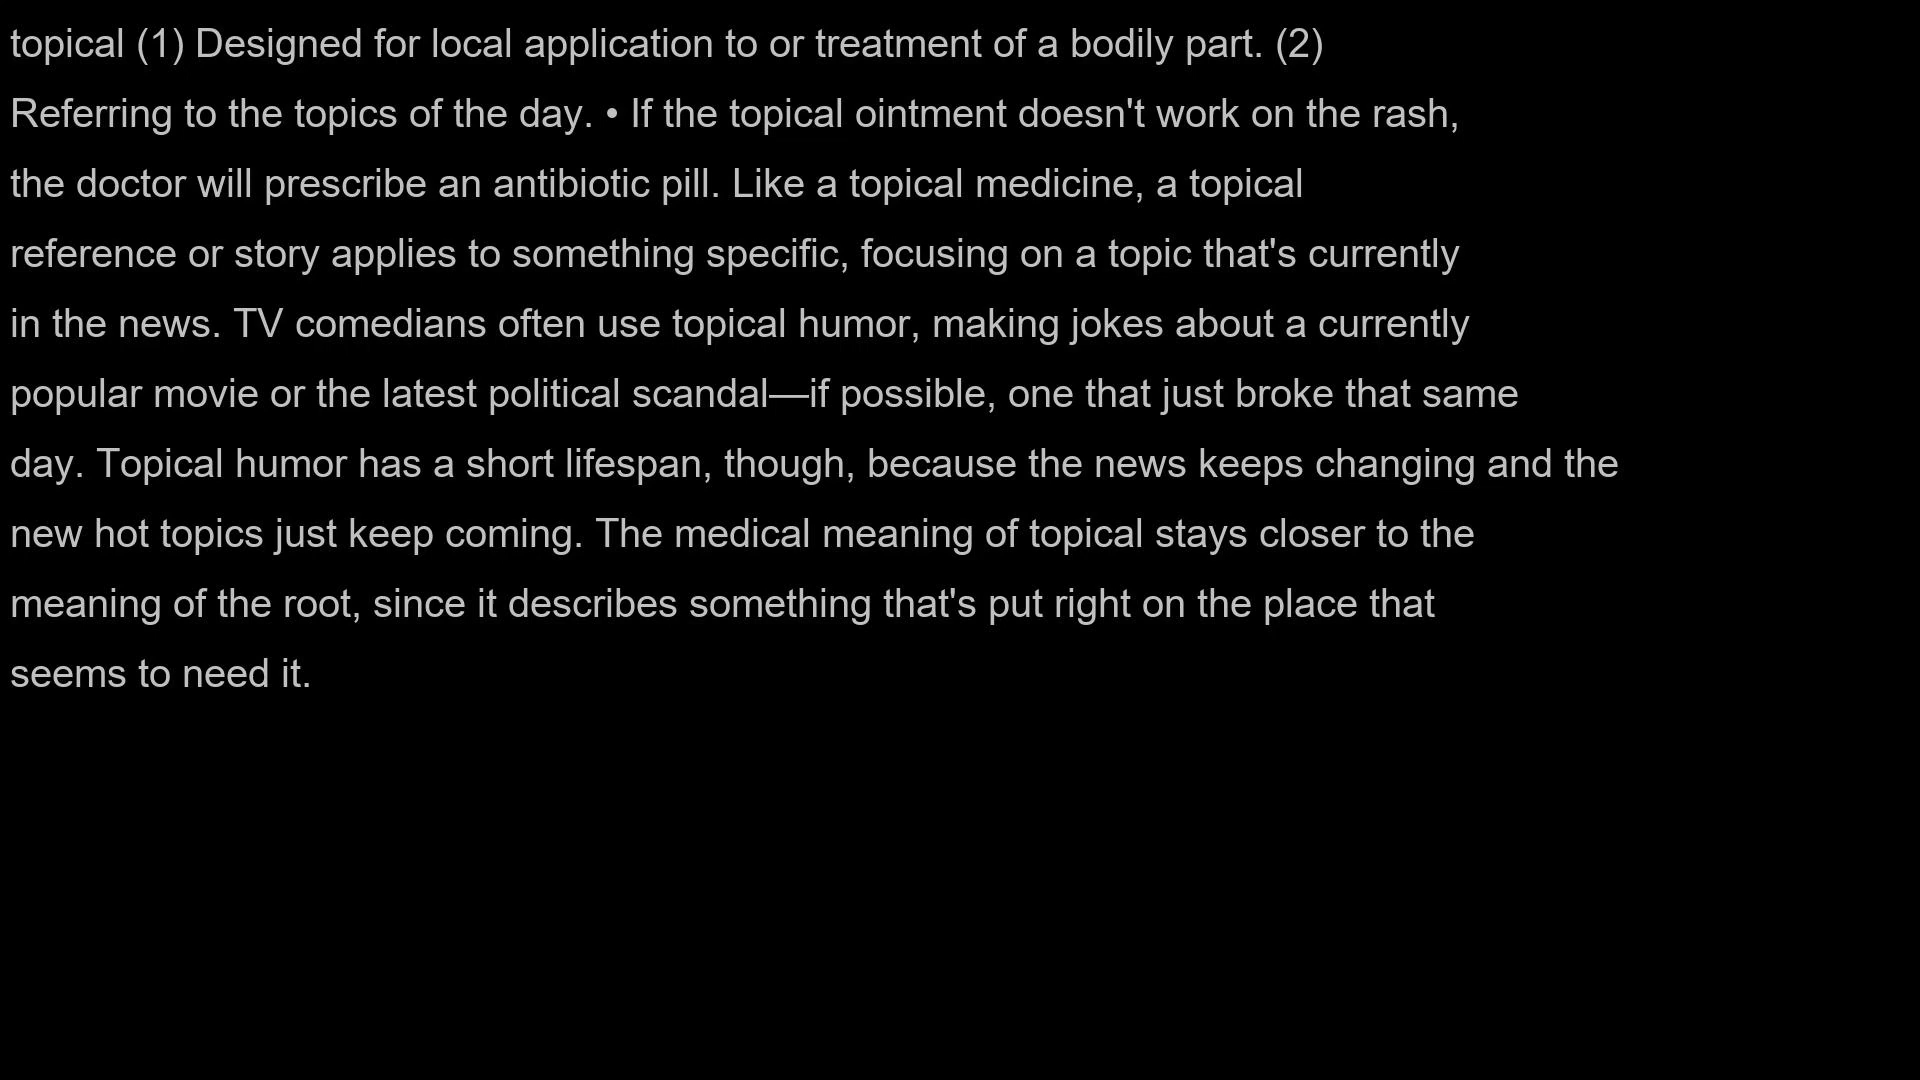 topical (1) Designed for local application to or treatment of a bodily part. (2)
Referring to the topics of the day. • If the topical ointment doesn't work on the rash,
the doctor will prescribe an antibiotic pill. Like a topical medicine, a topical
reference or story applies to something specific, focusing on a topic that's currently
in the news. TV comedians often use topical humor, making jokes about a currently
popular movie or the latest political scandal—if possible, one that just broke that same
day. Topical humor has a short lifespan, though, because the news keeps changing and the
new hot topics just keep coming. The medical meaning of topical stays closer to the
meaning of the root, since it describes something that's put right on the place that
seems to need it.